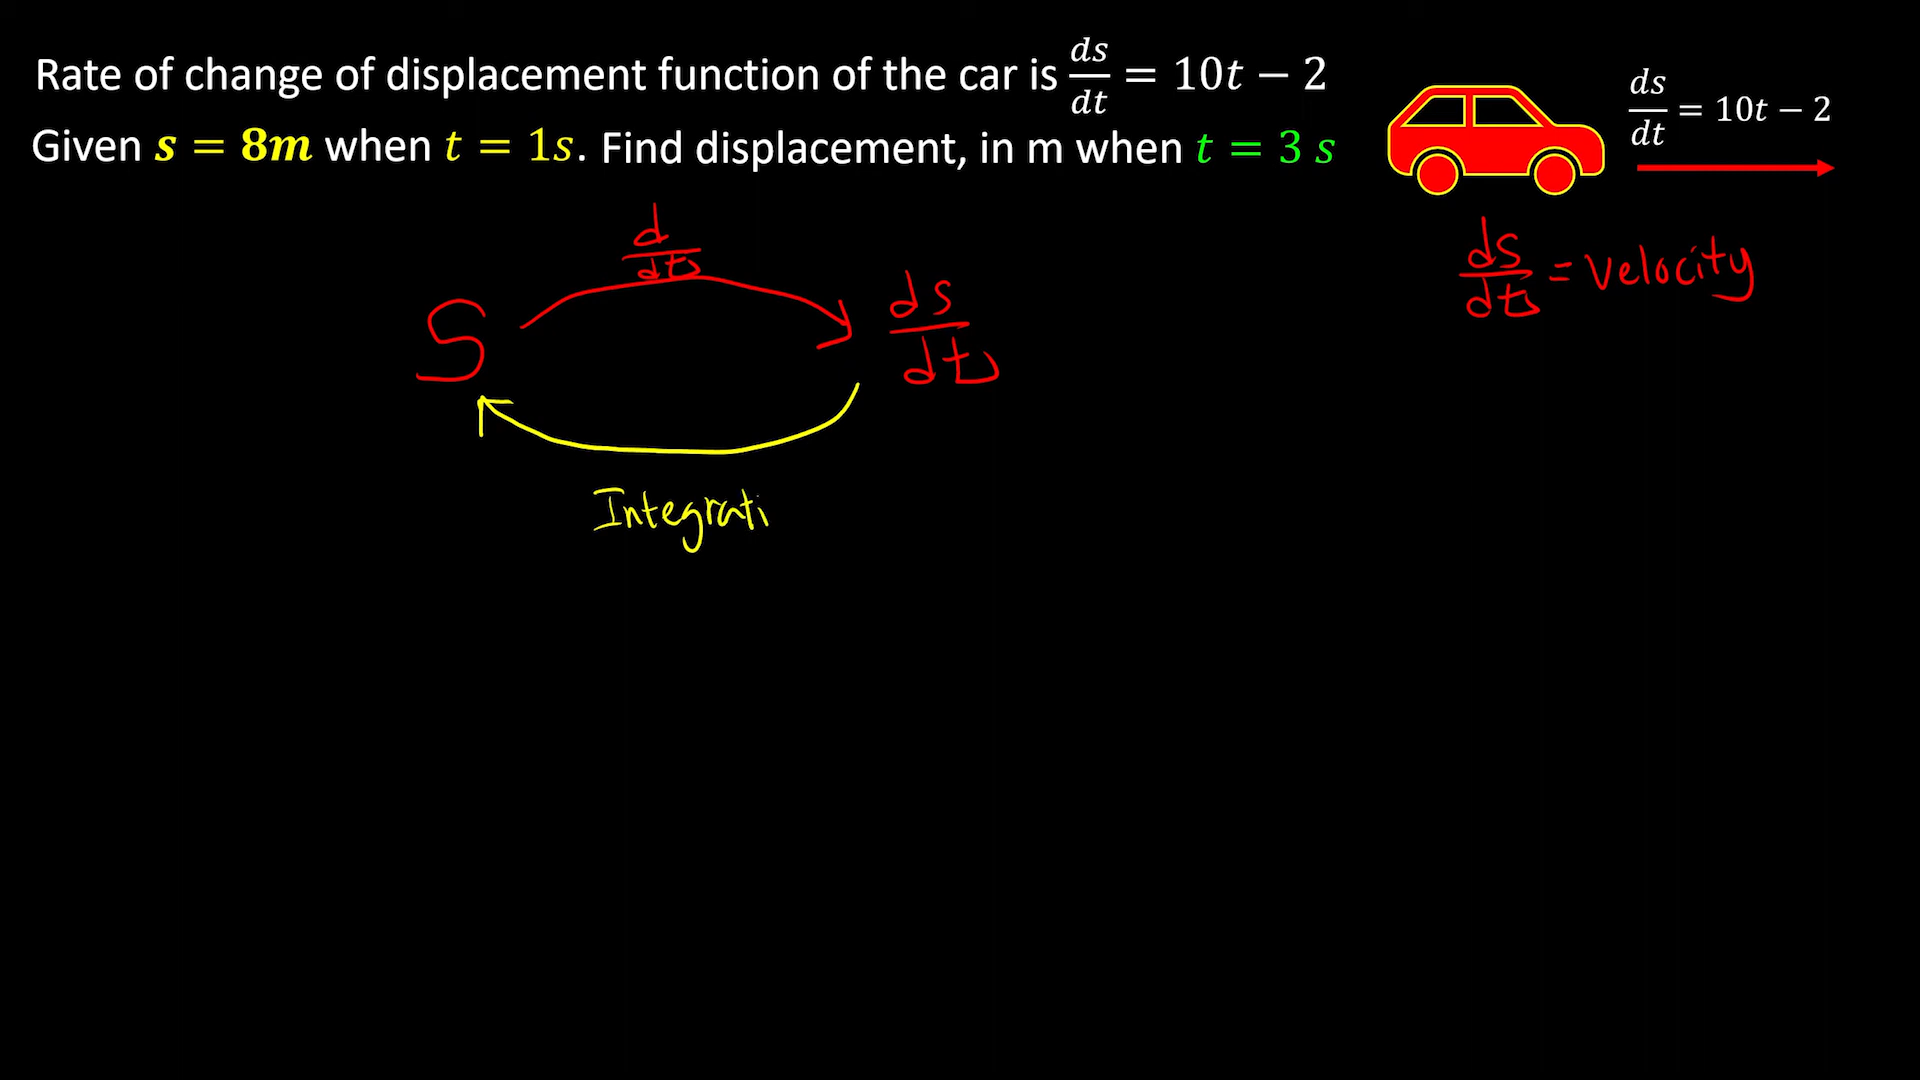 Rate of change of displacement function of the car is ds/dt = 10t − 2
Given s = 8m when t = 1s. Find displacement, in m when t = 3 s
ds/dt = 10t − 2
ds/dt = Velocity
d/dt
S
ds/dt
Integrati